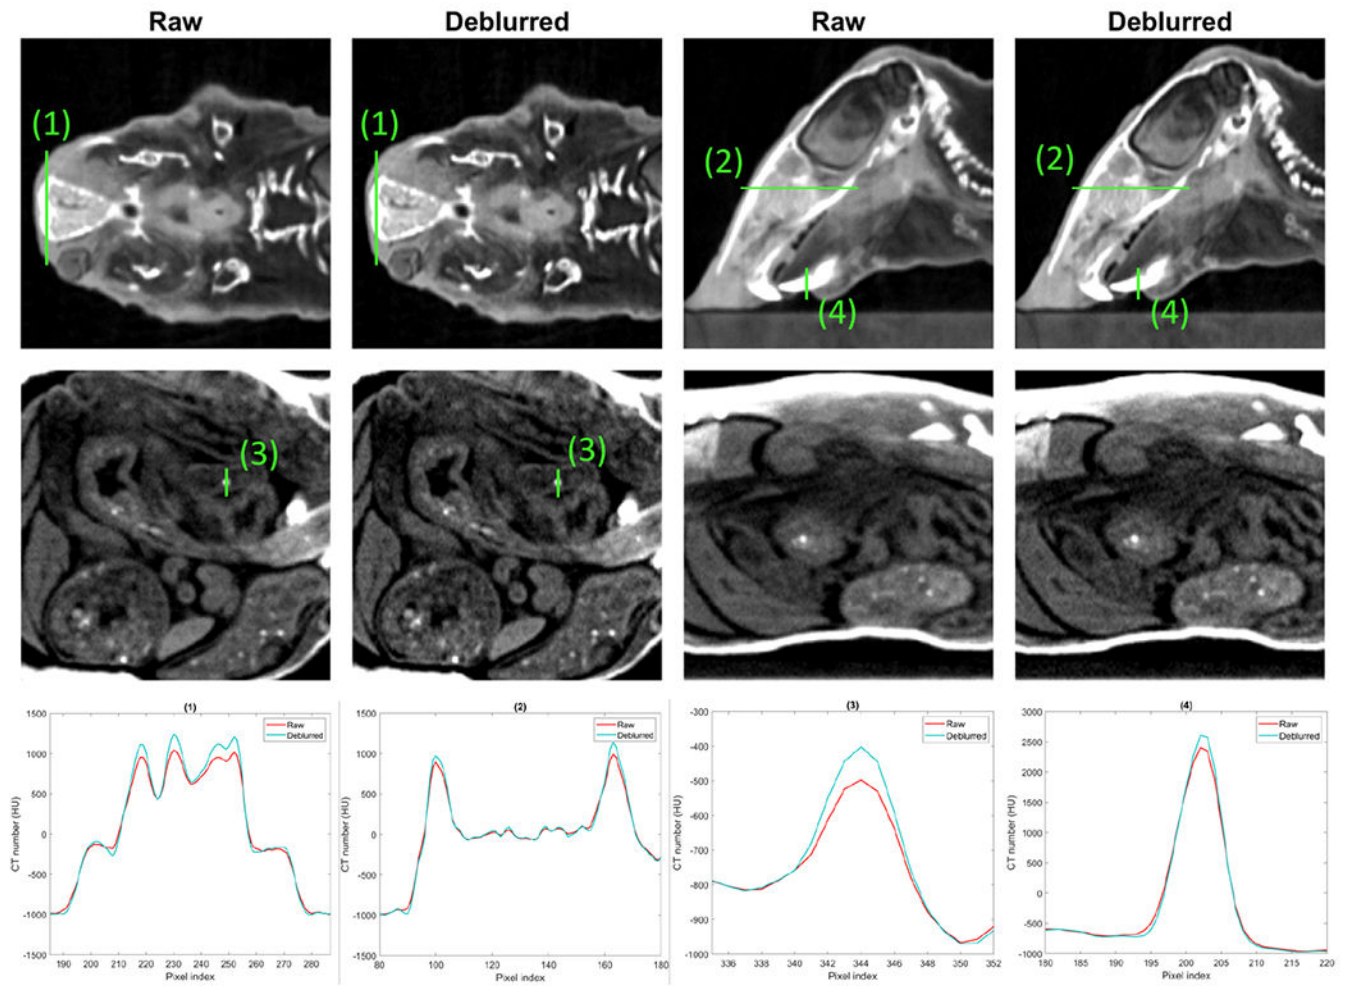 Raw Deblurred Raw Deblurred
(1) (1) (2) (2)
(4) (4)
(3) (3)
(1) (2) (3) (4)
1500
1000
500
0
-500
-1000
-1500
CT number (HU)
Raw
Deblurred
190 200 210 220 230 240 250 260 270 280
Pixel index
1500
1000
500
0
-500
-1000
-1500
CT number (HU)
Raw
Deblurred
80 100 120 140 160 180
Pixel index
-300
-400
-500
-600
-700
-800
-900
-1000
CT number (HU)
Raw
Deblurred
336 338 340 342 344 346 348 350 352
Pixel index
3000
2500
2000
1500
1000
500
0
-500
-1000
CT number (HU)
Raw
Deblurred
180 185 190 195 200 205 210 215 220
Pixel index